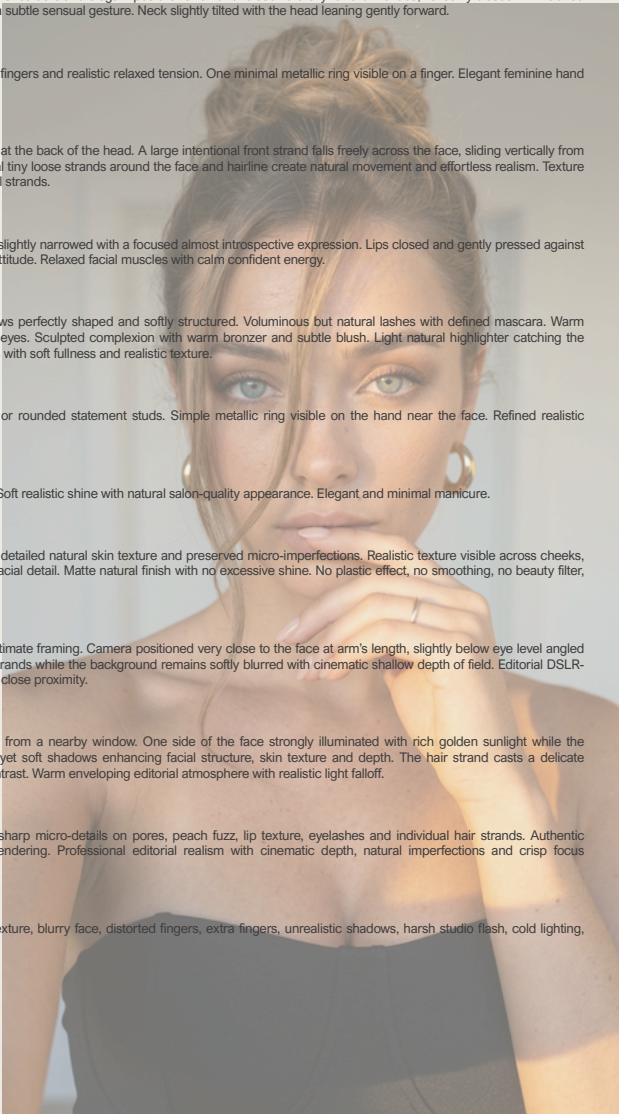 subtle sensual gesture. Neck slightly tilted with the head leaning gently forward.
fingers and realistic relaxed tension. One minimal metallic ring visible on a finger. Elegant feminine hand
at the back of the head. A large intentional front strand falls freely across the face, sliding vertically from
tiny loose strands around the face and hairline create natural movement and effortless realism. Texture
strands.
slightly narrowed with a focused almost introspective expression. Lips closed and gently pressed against
ttitude. Relaxed facial muscles with calm confident energy.
ws perfectly shaped and softly structured. Voluminous but natural lashes with defined mascara. Warm
eyes. Sculpted complexion with warm bronzer and subtle blush. Light natural highlighter catching the
with soft fullness and realistic texture.
or rounded statement studs. Simple metallic ring visible on the hand near the face. Refined realistic
Soft realistic shine with natural salon-quality appearance. Elegant and minimal manicure.
detailed natural skin texture and preserved micro-imperfections. Realistic texture visible across cheeks,
acial detail. Matte natural finish with no excessive shine. No plastic effect, no smoothing, no beauty filter,
timate framing. Camera positioned very close to the face at arm's length, slightly below eye level angled
rands while the background remains softly blurred with cinematic shallow depth of field. Editorial DSLR-
close proximity.
from a nearby window. One side of the face strongly illuminated with rich golden sunlight while the
yet soft shadows enhancing facial structure, skin texture and depth. The hair strand casts a delicate
ntrast. Warm enveloping editorial atmosphere with realistic light falloff.
sharp micro-details on pores, peach fuzz, lip texture, eyelashes and individual hair strands. Authentic
endering. Professional editorial realism with cinematic depth, natural imperfections and crisp focus
exture, blurry face, distorted fingers, extra fingers, unrealistic shadows, harsh studio flash, cold lighting,